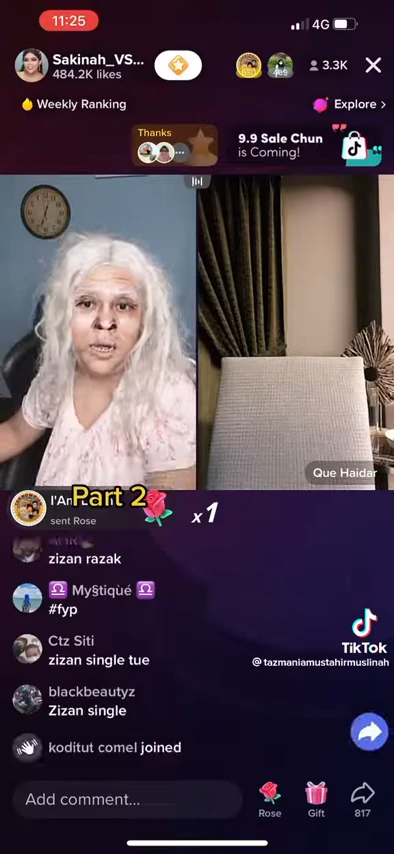 11:25
4G
Sakinah_VS...
484.2K likes
3.3K
Weekly Ranking
Explore >
Thanks
9.9 Sale Chun
is Coming!
Que Haidar
Part 2
sent Rose
x1
zizan razak
My§tiqùé
#fyp
Ctz Siti
zizan single tue
blackbeautyz
Zizan single
koditut comel joined
TikTok
@tazmaniamustahirmuslinah
Add comment...
Rose
Gift
817